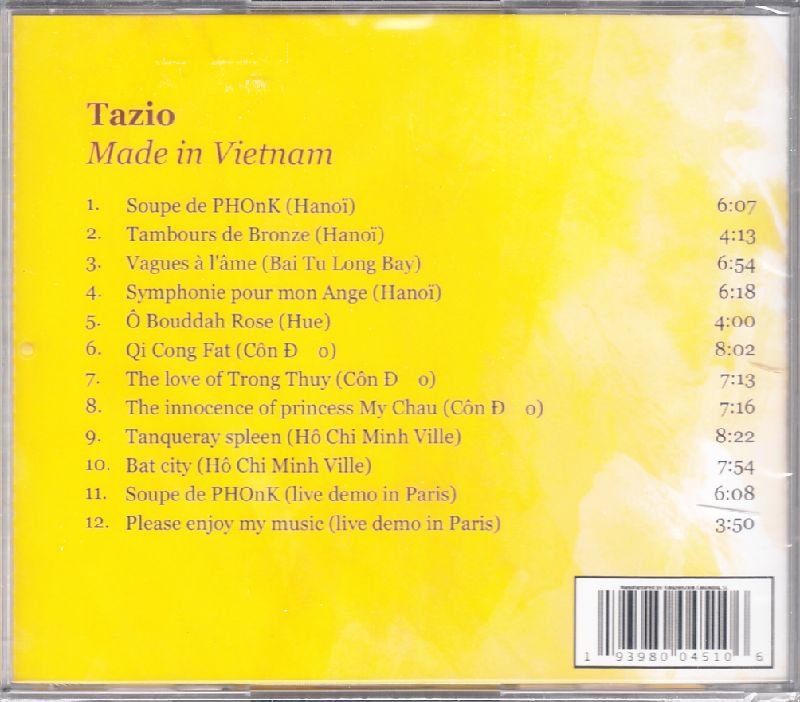 Tazio
Made in Vietnam
1. Soupe de PHOnK (Hanoï) 6:07
2. Tambours de Bronze (Hanoï) 4:13
3. Vagues à l'âme (Bai Tu Long Bay) 6:54
4. Symphonie pour mon Ange (Hanoï) 6:18
5. Ô Bouddah Rose (Hue) 4:00
6. Qi Cong Fat (Côn Đ o) 8:02
7. The love of Trong Thuy (Côn Đ o) 7:13
8. The innocence of princess My Chau (Côn Đ o) 7:16
9. Tanqueray spleen (Hô Chi Minh Ville) 8:22
10. Bat city (Hô Chi Minh Ville) 7:54
11. Soupe de PHOnK (live demo in Paris) 6:08
12. Please enjoy my music (live demo in Paris) 3:50
1 93980 04510 6